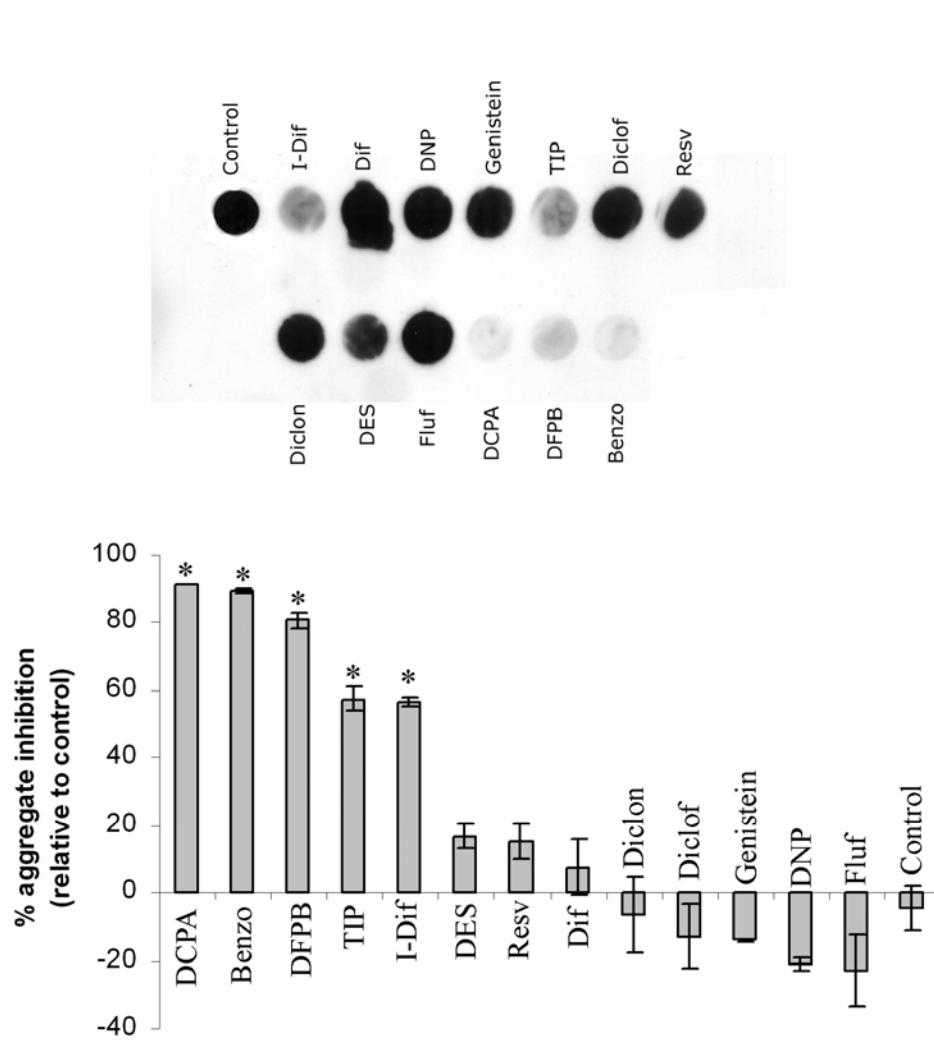 Control I-Dif Dif DNP Genistein TIP Diclof Resv
Diclon DES Fluf DCPA DFPB Benzo
% aggregate inhibition
(relative to control)
100
80
60
40
20
0
-20
-40
* * * * *
DCPA Benzo DFPB TIP I-Dif DES Resv Dif Diclon Diclof Genistein DNP Fluf Control